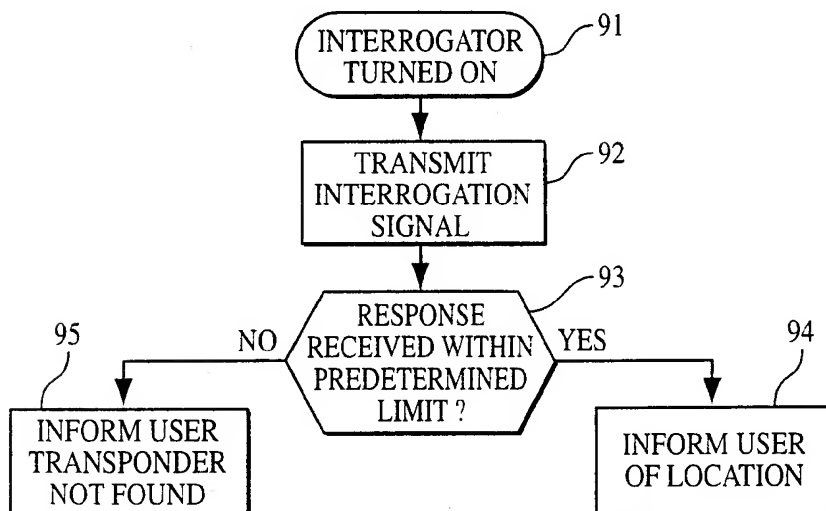 INTERROGATOR
TURNED ON
91
TRANSMIT
INTERROGATION
SIGNAL
92
RESPONSE
RECEIVED WITHIN
PREDETERMINED
LIMIT ?
93
NO
YES
95
INFORM USER
TRANSPONDER
NOT FOUND
94
INFORM USER
OF LOCATION